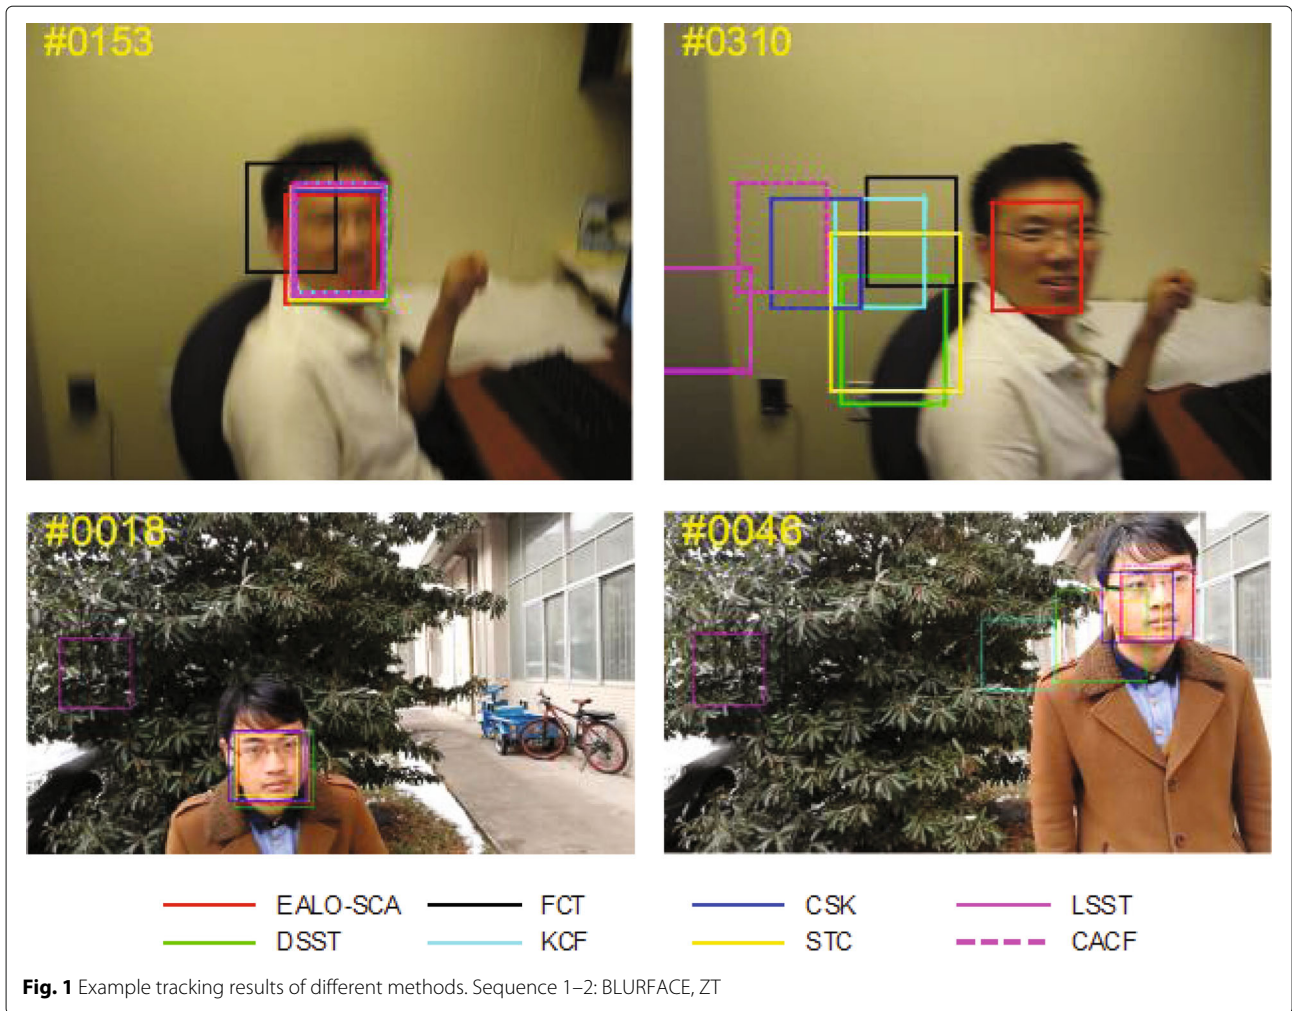 #0153
#0310
#0018
#0046
EALO-SCA
FCT
CSK
LSST
DSST
KCF
STC
CACF
Fig. 1 Example tracking results of different methods. Sequence 1–2: BLURFACE, ZT